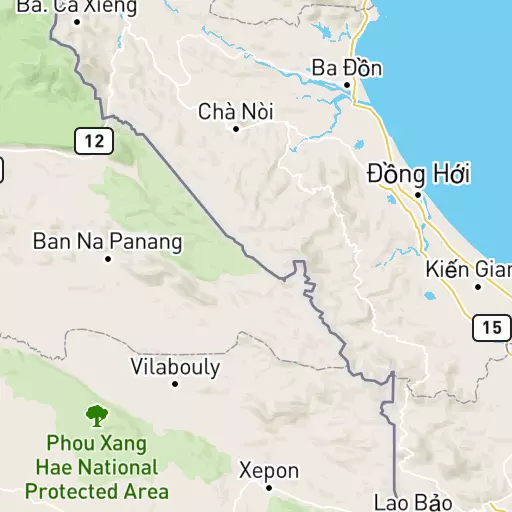 Ba. Ca Xieng
Ba Đồn
Chà Nòi
12
Đồng Hới
Ban Na Panang
Kiến Gian
15
Vilabouly
Phou Xang
Hae National
Protected Area
Xepon
Lao Bảo